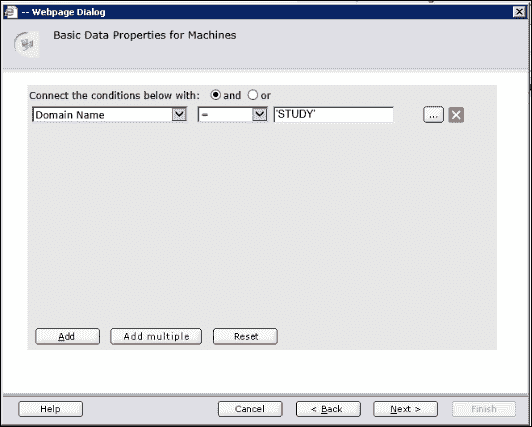 -- Webpage Dialog
Basic Data Properties for Machines
Connect the conditions below with: and or
Domain Name = 'STUDY' ...
Add Add multiple Reset
Help Cancel < Back Next > Finish